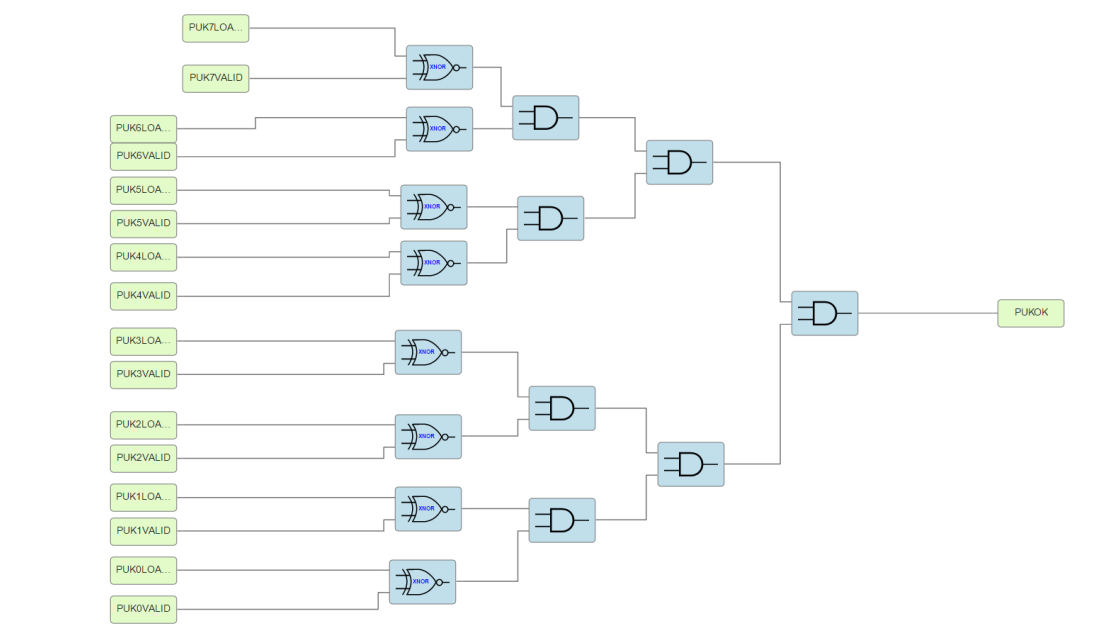 PUK7LOA...
XNOR
PUK7VALID
PUK6LOA...
XNOR
PUK6VALID
PUK5LOA...
XNOR
PUK5VALID
PUK4LOA...
XNOR
PUK4VALID
PUKOK
PUK3LOA...
XNOR
PUK3VALID
PUK2LOA...
XNOR
PUK2VALID
PUK1LOA...
XNOR
PUK1VALID
PUK0LOA...
XNOR
PUK0VALID